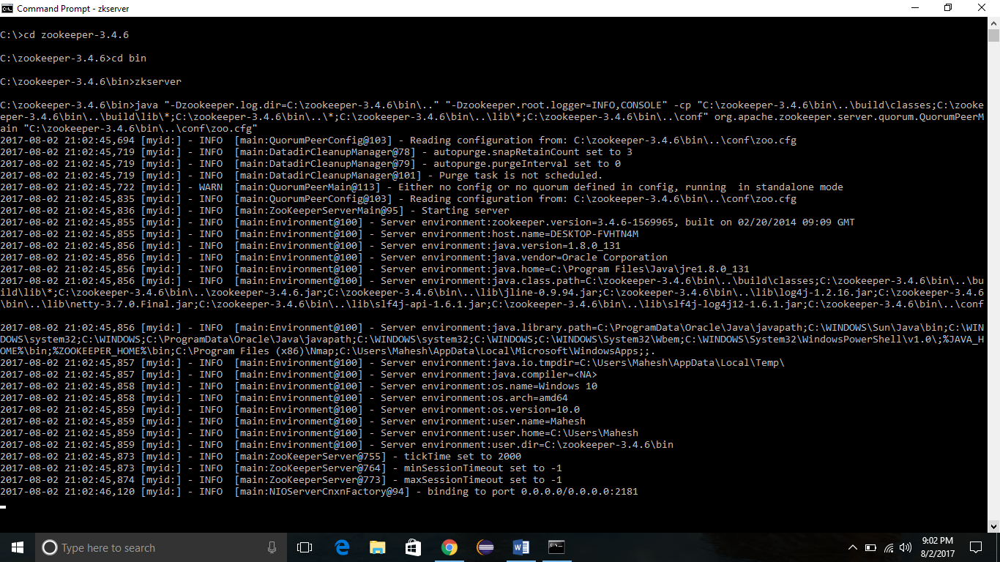 Command Prompt - zkserver
C:\>cd zookeeper-3.4.6
C:\zookeeper-3.4.6>cd bin
C:\zookeeper-3.4.6\bin>zkserver
C:\zookeeper-3.4.6\bin>java "-Dzookeeper.log.dir=C:\zookeeper-3.4.6\bin\.." "-Dzookeeper.root.logger=INFO,CONSOLE" -cp "C:\zookeeper-3.4.6\bin\..\build\classes;C:\zooke
eper-3.4.6\bin\..\build\lib\*;C:\zookeeper-3.4.6\bin\..\*;C:\zookeeper-3.4.6\bin\..\lib\*;C:\zookeeper-3.4.6\bin\..\conf" org.apache.zookeeper.server.quorum.QuorumPeerM
ain "C:\zookeeper-3.4.6\bin\..\conf\zoo.cfg"
2017-08-02 21:02:45,694 [myid:] - INFO  [main:QuorumPeerConfig@103] - Reading configuration from: C:\zookeeper-3.4.6\bin\..\conf\zoo.cfg
2017-08-02 21:02:45,719 [myid:] - INFO  [main:DatadirCleanupManager@78] - autopurge.snapRetainCount set to 3
2017-08-02 21:02:45,719 [myid:] - INFO  [main:DatadirCleanupManager@79] - autopurge.purgeInterval set to 0
2017-08-02 21:02:45,719 [myid:] - INFO  [main:DatadirCleanupManager@101] - Purge task is not scheduled.
2017-08-02 21:02:45,722 [myid:] - WARN  [main:QuorumPeerMain@113] - Either no config or no quorum defined in config, running  in standalone mode
2017-08-02 21:02:45,835 [myid:] - INFO  [main:QuorumPeerConfig@103] - Reading configuration from: C:\zookeeper-3.4.6\bin\..\conf\zoo.cfg
2017-08-02 21:02:45,836 [myid:] - INFO  [main:ZooKeeperServerMain@95] - Starting server
2017-08-02 21:02:45,855 [myid:] - INFO  [main:Environment@100] - Server environment:zookeeper.version=3.4.6-1569965, built on 02/20/2014 09:09 GMT
2017-08-02 21:02:45,855 [myid:] - INFO  [main:Environment@100] - Server environment:host.name=DESKTOP-FVHTN4M
2017-08-02 21:02:45,856 [myid:] - INFO  [main:Environment@100] - Server environment:java.version=1.8.0_131
2017-08-02 21:02:45,856 [myid:] - INFO  [main:Environment@100] - Server environment:java.vendor=Oracle Corporation
2017-08-02 21:02:45,856 [myid:] - INFO  [main:Environment@100] - Server environment:java.home=C:\Program Files\Java\jre1.8.0_131
2017-08-02 21:02:45,856 [myid:] - INFO  [main:Environment@100] - Server environment:java.class.path=C:\zookeeper-3.4.6\bin\..\build\classes;C:\zookeeper-3.4.6\bin\..\bu
ild\lib\*;C:\zookeeper-3.4.6\bin\..\zookeeper-3.4.6.jar;C:\zookeeper-3.4.6\bin\..\lib\jline-0.9.94.jar;C:\zookeeper-3.4.6\bin\..\lib\log4j-1.2.16.jar;C:\zookeeper-3.4.6
\bin\..\lib\netty-3.7.0.Final.jar;C:\zookeeper-3.4.6\bin\..\lib\slf4j-api-1.6.1.jar;C:\zookeeper-3.4.6\bin\..\lib\slf4j-log4j12-1.6.1.jar;C:\zookeeper-3.4.6\bin\..\conf
2017-08-02 21:02:45,856 [myid:] - INFO  [main:Environment@100] - Server environment:java.library.path=C:\ProgramData\Oracle\Java\javapath;C:\WINDOWS\Sun\Java\bin;C:\WIN
DOWS\system32;C:\WINDOWS;C:\ProgramData\Oracle\Java\javapath;C:\WINDOWS\system32;C:\WINDOWS;C:\WINDOWS\System32\Wbem;C:\WINDOWS\System32\WindowsPowerShell\v1.0\;%JAVA_H
OME%\bin;%ZOOKEEPER_HOME%\bin;C:\Program Files (x86)\Nmap;C:\Users\Mahesh\AppData\Local\Microsoft\WindowsApps;;.
2017-08-02 21:02:45,857 [myid:] - INFO  [main:Environment@100] - Server environment:java.io.tmpdir=C:\Users\Mahesh\AppData\Local\Temp\
2017-08-02 21:02:45,857 [myid:] - INFO  [main:Environment@100] - Server environment:java.compiler=<NA>
2017-08-02 21:02:45,858 [myid:] - INFO  [main:Environment@100] - Server environment:os.name=Windows 10
2017-08-02 21:02:45,858 [myid:] - INFO  [main:Environment@100] - Server environment:os.arch=amd64
2017-08-02 21:02:45,859 [myid:] - INFO  [main:Environment@100] - Server environment:os.version=10.0
2017-08-02 21:02:45,859 [myid:] - INFO  [main:Environment@100] - Server environment:user.name=Mahesh
2017-08-02 21:02:45,859 [myid:] - INFO  [main:Environment@100] - Server environment:user.home=C:\Users\Mahesh
2017-08-02 21:02:45,859 [myid:] - INFO  [main:Environment@100] - Server environment:user.dir=C:\zookeeper-3.4.6\bin
2017-08-02 21:02:45,873 [myid:] - INFO  [main:ZooKeeperServer@755] - tickTime set to 2000
2017-08-02 21:02:45,873 [myid:] - INFO  [main:ZooKeeperServer@764] - minSessionTimeout set to -1
2017-08-02 21:02:45,874 [myid:] - INFO  [main:ZooKeeperServer@773] - maxSessionTimeout set to -1
2017-08-02 21:02:46,120 [myid:] - INFO  [main:NIOServerCnxnFactory@94] - binding to port 0.0.0.0/0.0.0.0:2181
Type here to search
9:02 PM
8/2/2017